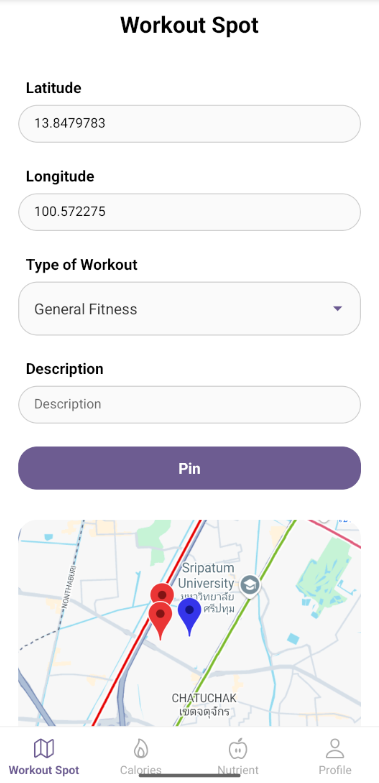 Workout Spot
Latitude
13.8479783
Longitude
100.572275
Type of Workout
General Fitness
Description
Description
Pin
Sripatum
University
มหาวิทยาลัย
ศรีปทุม
NONTHABURI
CHATUCHAK
เขตจตุจักร
Workout Spot
Calories
Nutrient
Profile